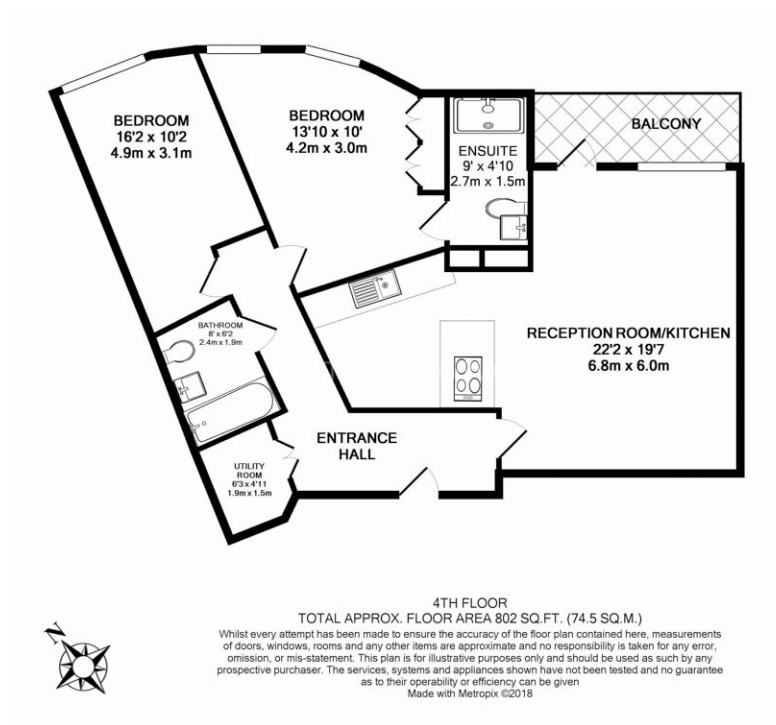 BEDROOM
16'2 x 10'2
4.9m x 3.1m
BEDROOM
13'10 x 10'
4.2m x 3.0m
ENSUITE
9' x 4'10
2.7m x 1.5m
BALCONY
BATHROOM
8' x 6'2
2.4m x 1.9m
RECEPTION ROOM/KITCHEN
22'2 x 19'7
6.8m x 6.0m
ENTRANCE
HALL
UTILITY
ROOM
6'3 x 4'11
1.9m x 1.5m
N
4TH FLOOR
TOTAL APPROX. FLOOR AREA 802 SQ.FT. (74.5 SQ.M.)
Whilst every attempt has been made to ensure the accuracy of the floor plan contained here, measurements
of doors, windows, rooms and any other items are approximate and no responsibility is taken for any error,
omission, or mis-statement. This plan is for illustrative purposes only and should be used as such by any
prospective purchaser. The services, systems and appliances shown have not been tested and no guarantee
as to their operability or efficiency can be given
Made with Metropix ©2018